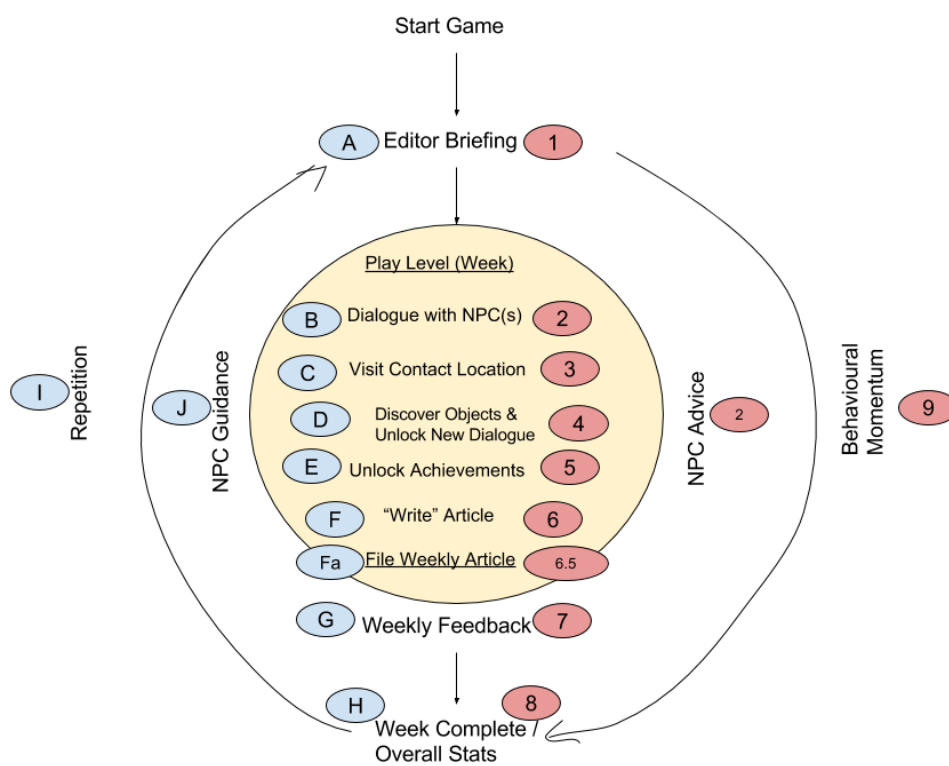 Start Game
A Editor Briefing 1
Play Level (Week)
B Dialogue with NPC(s) 2
C Visit Contact Location 3
D Discover Objects &
Unlock New Dialogue 4
E Unlock Achievements 5
F “Write” Article 6
Fa File Weekly Article 6.5
G Weekly Feedback 7
H Week Complete 8
Overall Stats
I Repetition
J NPC Guidance
NPC Advice 2
Behavioural
Momentum 9